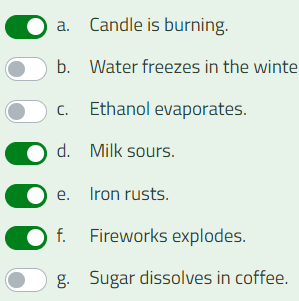 a. Candle is burning.
b. Water freezes in the winte
c. Ethanol evaporates.
d. Milk sours.
e. Iron rusts.
f. Fireworks explodes.
g. Sugar dissolves in coffee.